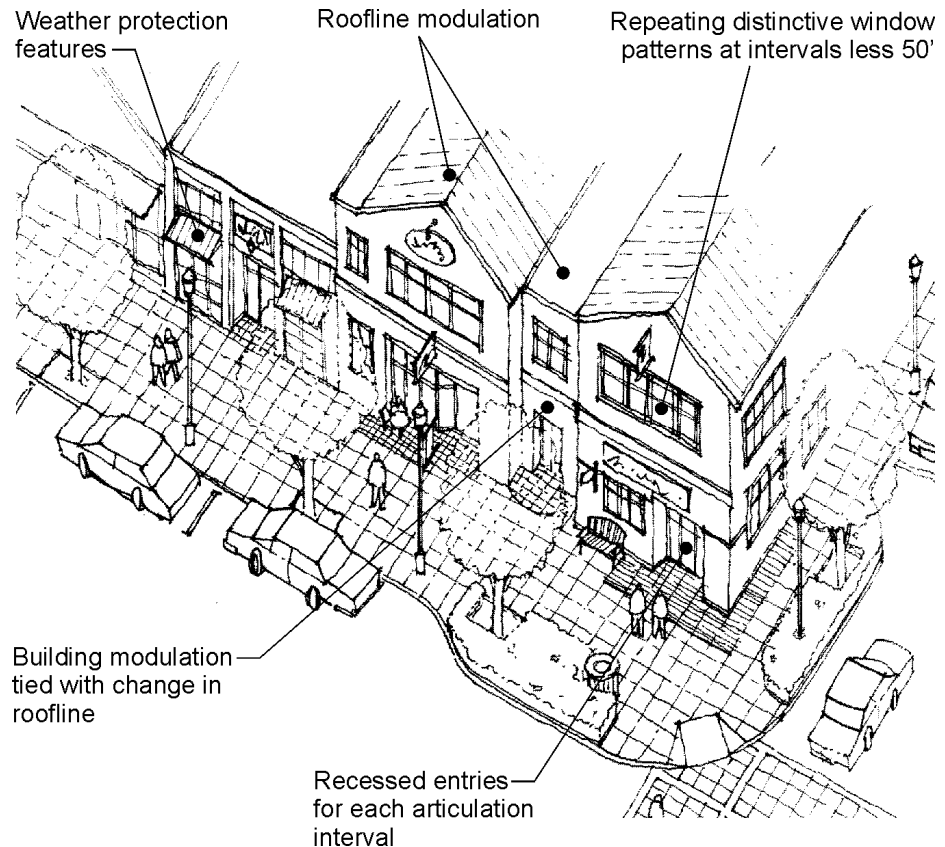 Weather protection
features
Roofline modulation
Repeating distinctive window
patterns at intervals less 50'
Building modulation
tied with change in
roofline
Recessed entries
for each articulation
interval